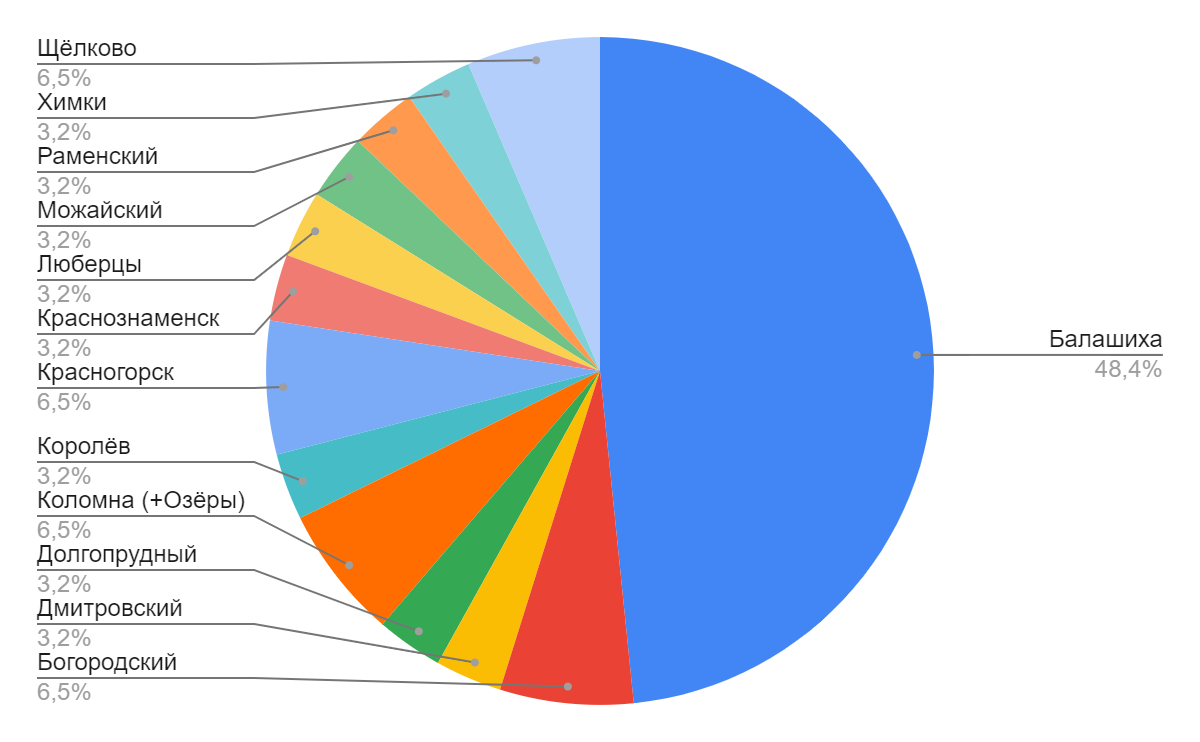 Щёлково
6,5%
Химки
3,2%
Раменский
3,2%
Можайский
3,2%
Люберцы
3,2%
Краснознаменск
3,2%
Красногорск
6,5%
Королёв
3,2%
Коломна (+Озёры)
6,5%
Долгопрудный
3,2%
Дмитровский
3,2%
Богородский
6,5%
Балашиха
48,4%